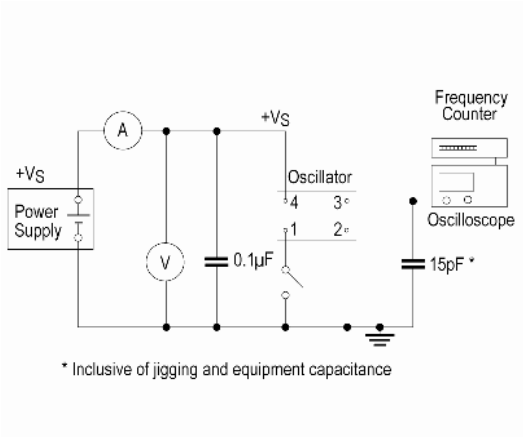 Frequency
Counter
+VS
A
+VS
Oscillator
Power
Supply
4
3
Oscilloscope
1
2
V
0.1µF
15pF *
* Inclusive of jigging and equipment capacitance